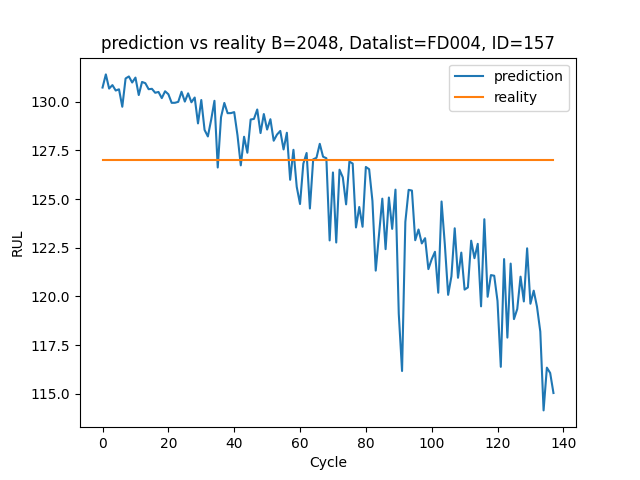 prediction vs reality B=2048, Datalist=FD004, ID=157
prediction
reality
RUL
130.0
127.5
125.0
122.5
120.0
117.5
115.0
0 20 40 60 80 100 120 140
Cycle